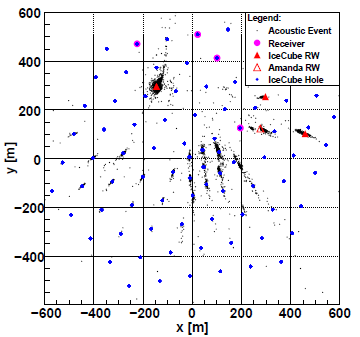 Legend:
Acoustic Event
Receiver
IceCube RW
Amanda RW
IceCube Hole
y [m]
600
400
200
0
−200
−400
−600 −400 −200 0 200 400 600
x [m]